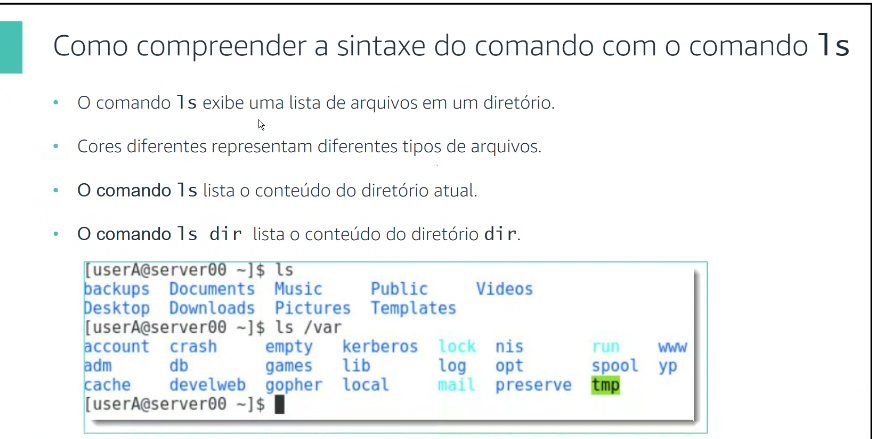 Como compreender a sintaxe do comando com o comando ls
• O comando ls exibe uma lista de arquivos em um diretório.
• Cores diferentes representam diferentes tipos de arquivos.
• O comando ls lista o conteúdo do diretório atual.
• O comando ls dir lista o conteúdo do diretório dir.
[userA@server00 ~]$ ls
backups Documents Music Public Videos
Desktop Downloads Pictures Templates
[userA@server00 ~]$ ls /var
account crash empty kerberos lock nis run www
adm db games lib log opt spool yp
cache develweb gopher local mail preserve tmp
[userA@server00 ~]$